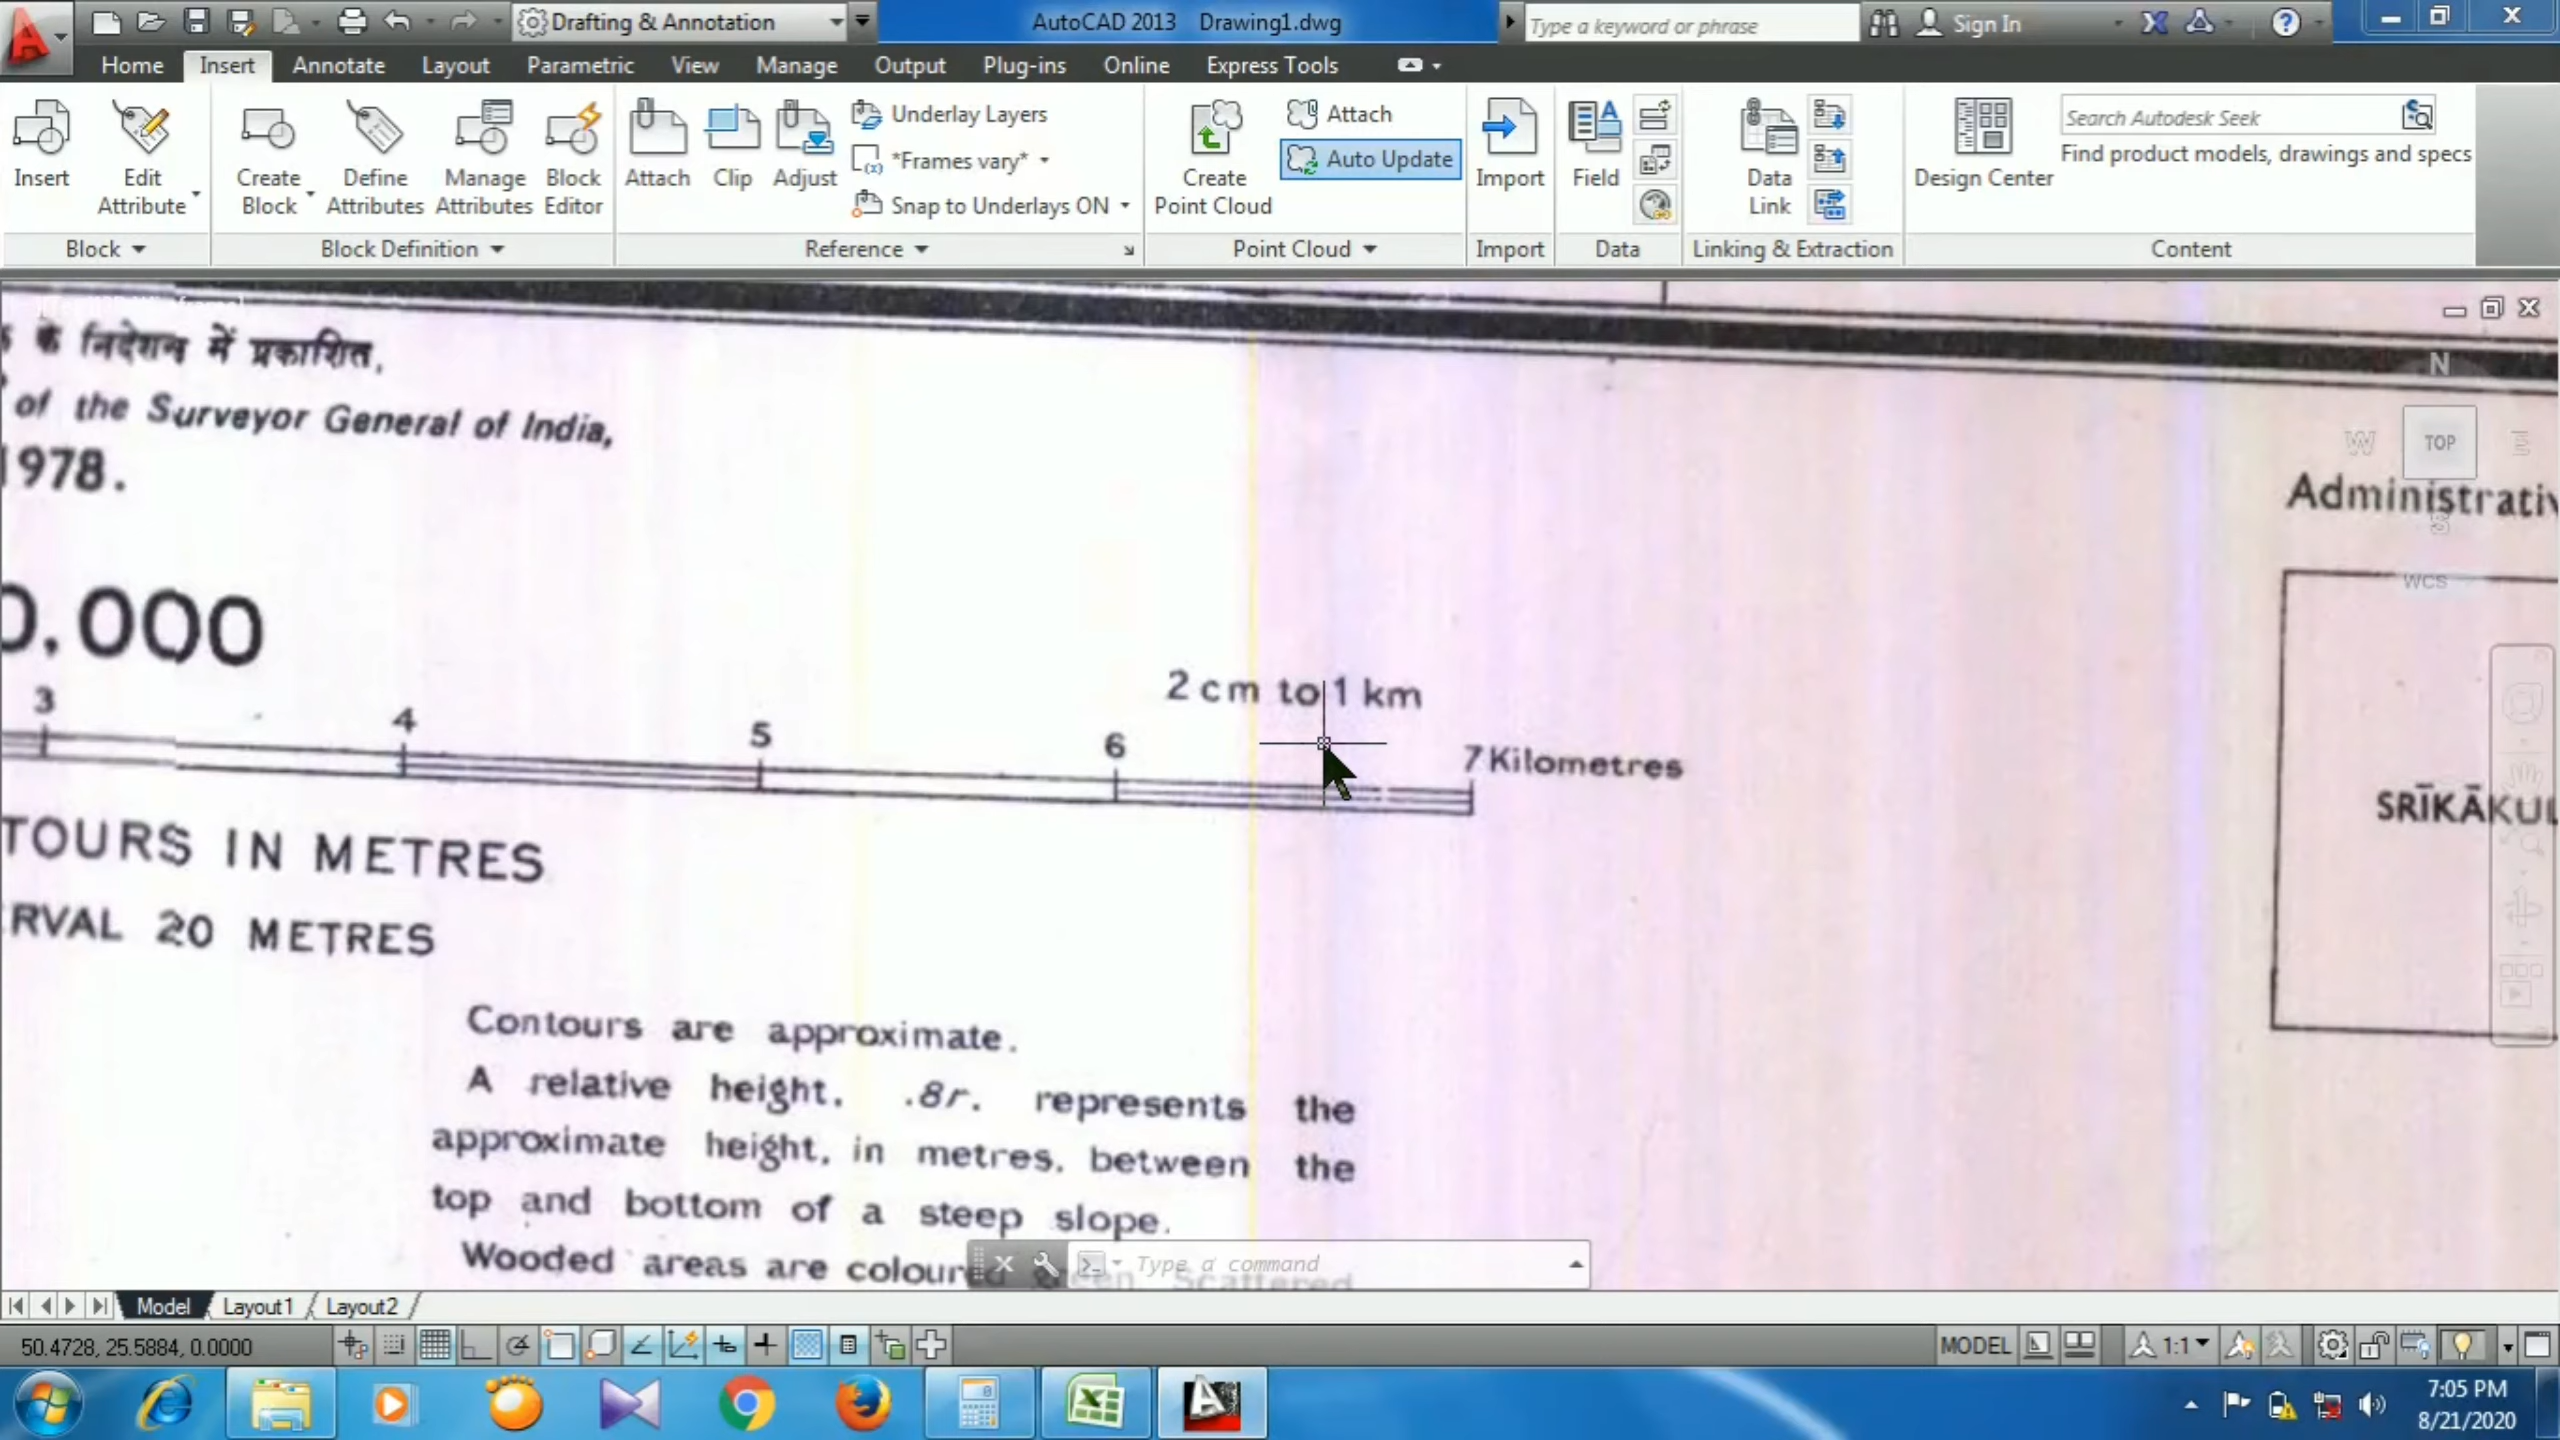 Drafting & Annotation
AutoCAD 2013 Drawing1.dwg
Type a keyword or phrase
Sign In
Home Insert Annotate Layout Parametric View Manage Output Plug-ins Online Express Tools
Insert
Edit Attribute
Create Block
Define Attributes
Manage Attributes
Block Editor
Attach
Clip
Adjust
Underlay Layers
*Frames vary*
Snap to Underlays ON
Create Point Cloud
Attach
Auto Update
Import
Field
Data Link
Design Center
Search Autodesk Seek
Find product models, drawings and specs
Block
Block Definition
Reference
Point Cloud
Import
Data
Linking & Extraction
Content
के निदेशन में प्रकाशित,
of the Surveyor General of India,
1978.
0,000
2 cm to 1 km
3 4 5 6 7 Kilometres
TOURS IN METRES
ERVAL 20 METRES
Contours are approximate.
A relative height, .8r. represents the
approximate height, in metres, between the
top and bottom of a steep slope.
Wooded areas are coloured green. Scattered
N
W TOP E
S
WCS
Administrativ
SRĪKĀKUL
Type a command
Model Layout1 Layout2
50.4728, 25.5884, 0.0000
MODEL
1:1
7:05 PM
8/21/2020